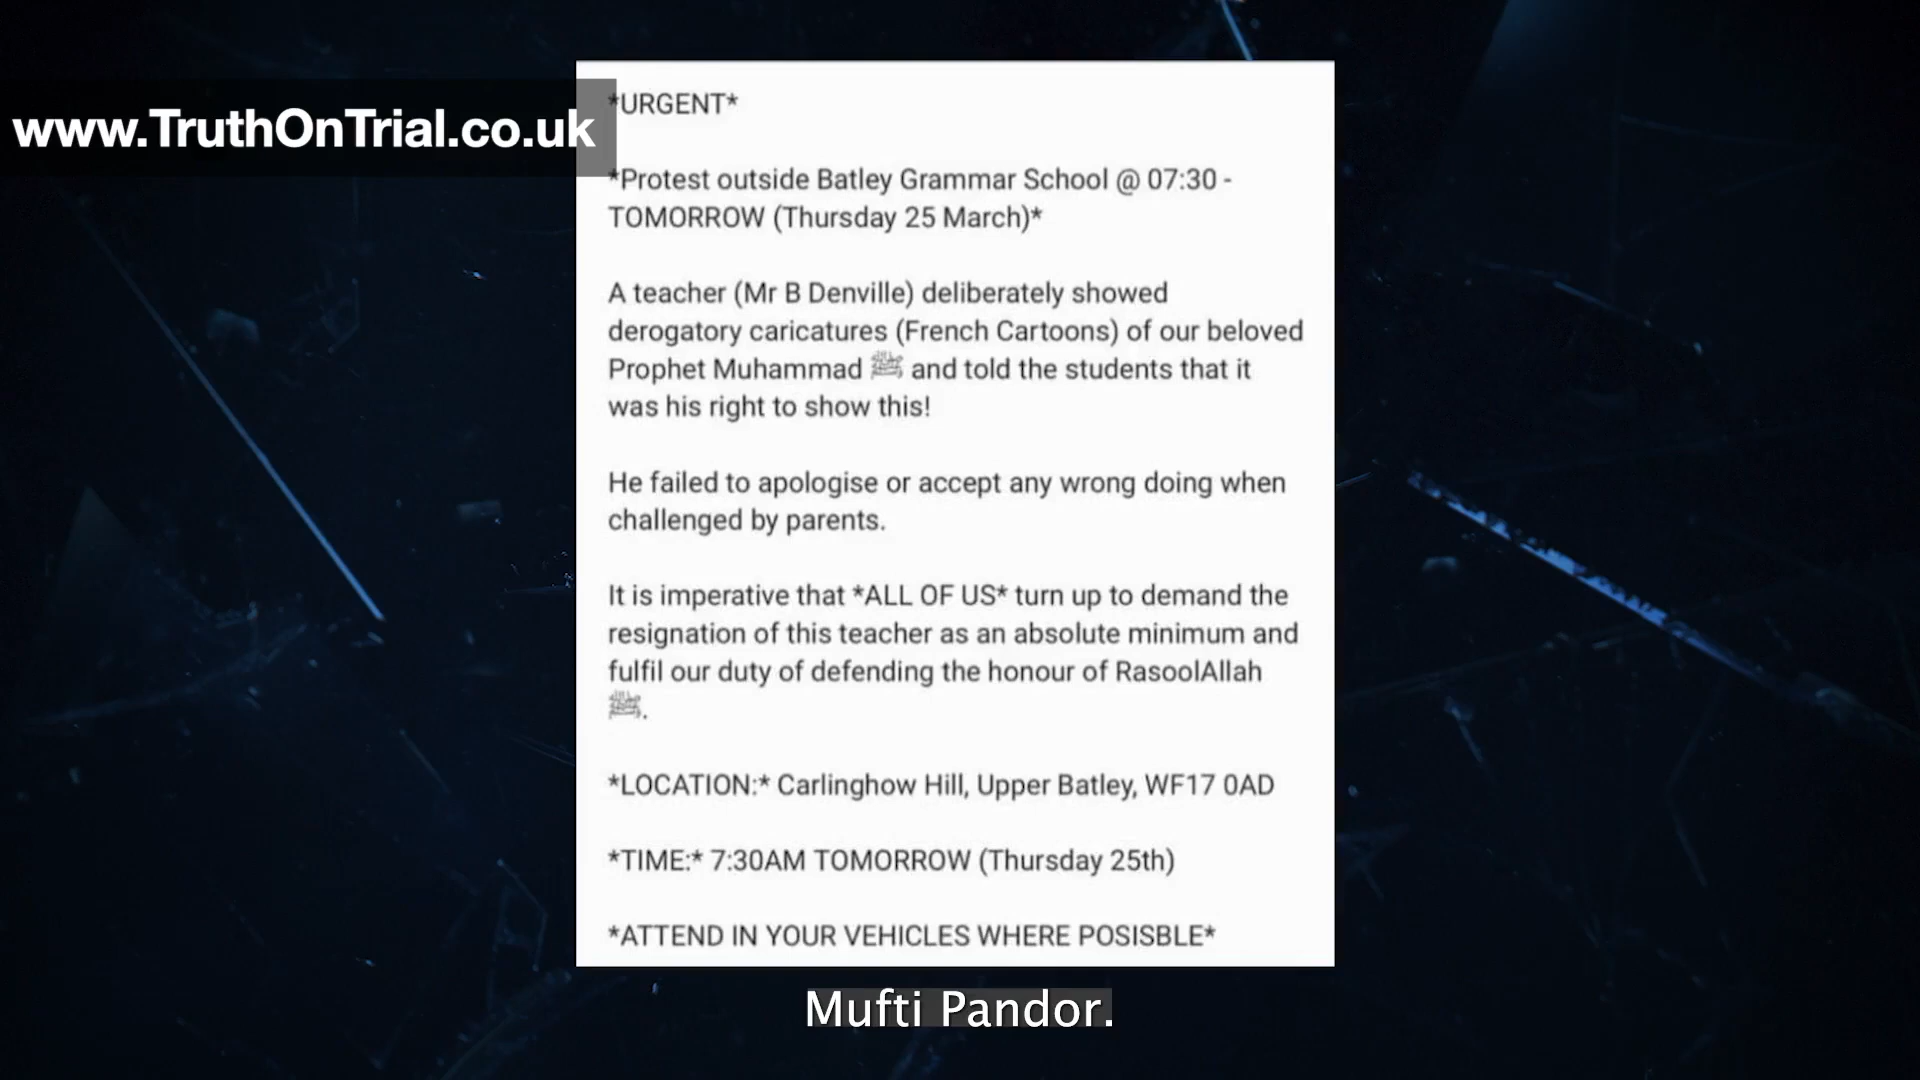 www.TruthOnTrial.co.uk
*URGENT*
*Protest outside Batley Grammar School @ 07:30 -
TOMORROW (Thursday 25 March)*
A teacher (Mr B Denville) deliberately showed
derogatory caricatures (French Cartoons) of our beloved
Prophet Muhammad ﷺ and told the students that it
was his right to show this!
He failed to apologise or accept any wrong doing when
challenged by parents.
It is imperative that *ALL OF US* turn up to demand the
resignation of this teacher as an absolute minimum and
fulfil our duty of defending the honour of RasoolAllah
ﷺ.
*LOCATION:* Carlinghow Hill, Upper Batley, WF17 0AD
*TIME:* 7:30AM TOMORROW (Thursday 25th)
*ATTEND IN YOUR VEHICLES WHERE POSISBLE*
Mufti Pandor.